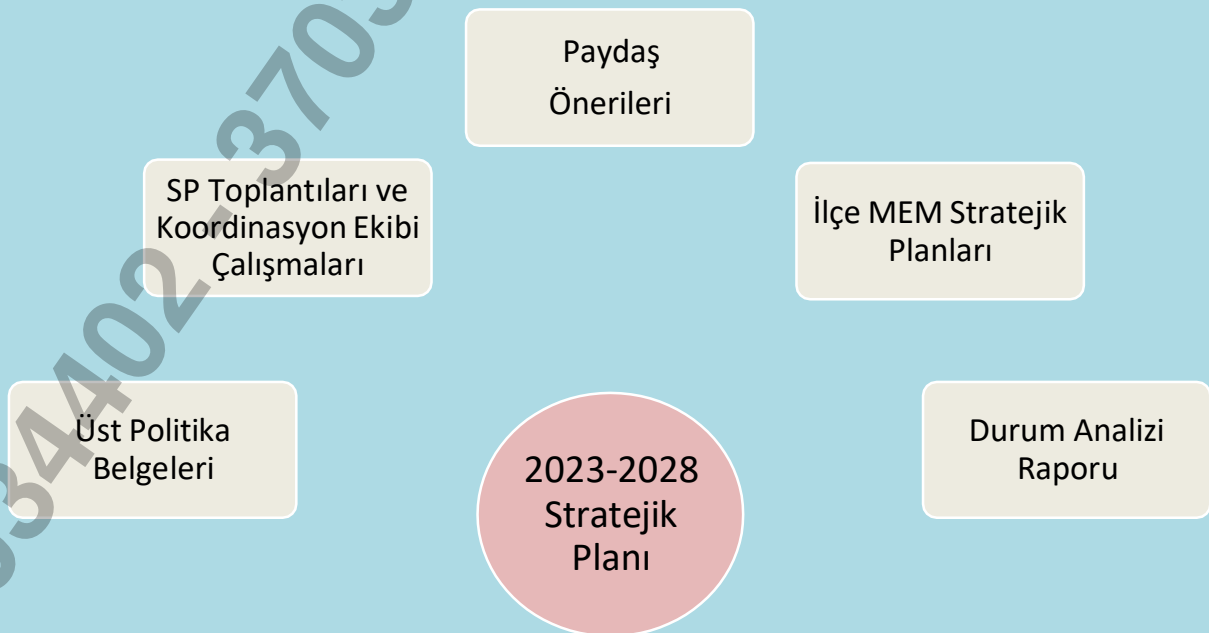 Paydaş
Önerileri
SP Toplantıları ve
Koordinasyon Ekibi
Çalışmaları
İlçe MEM Stratejik
Planları
Üst Politika
Belgeleri
2023-2028
Stratejik
Planı
Durum Analizi
Raporu